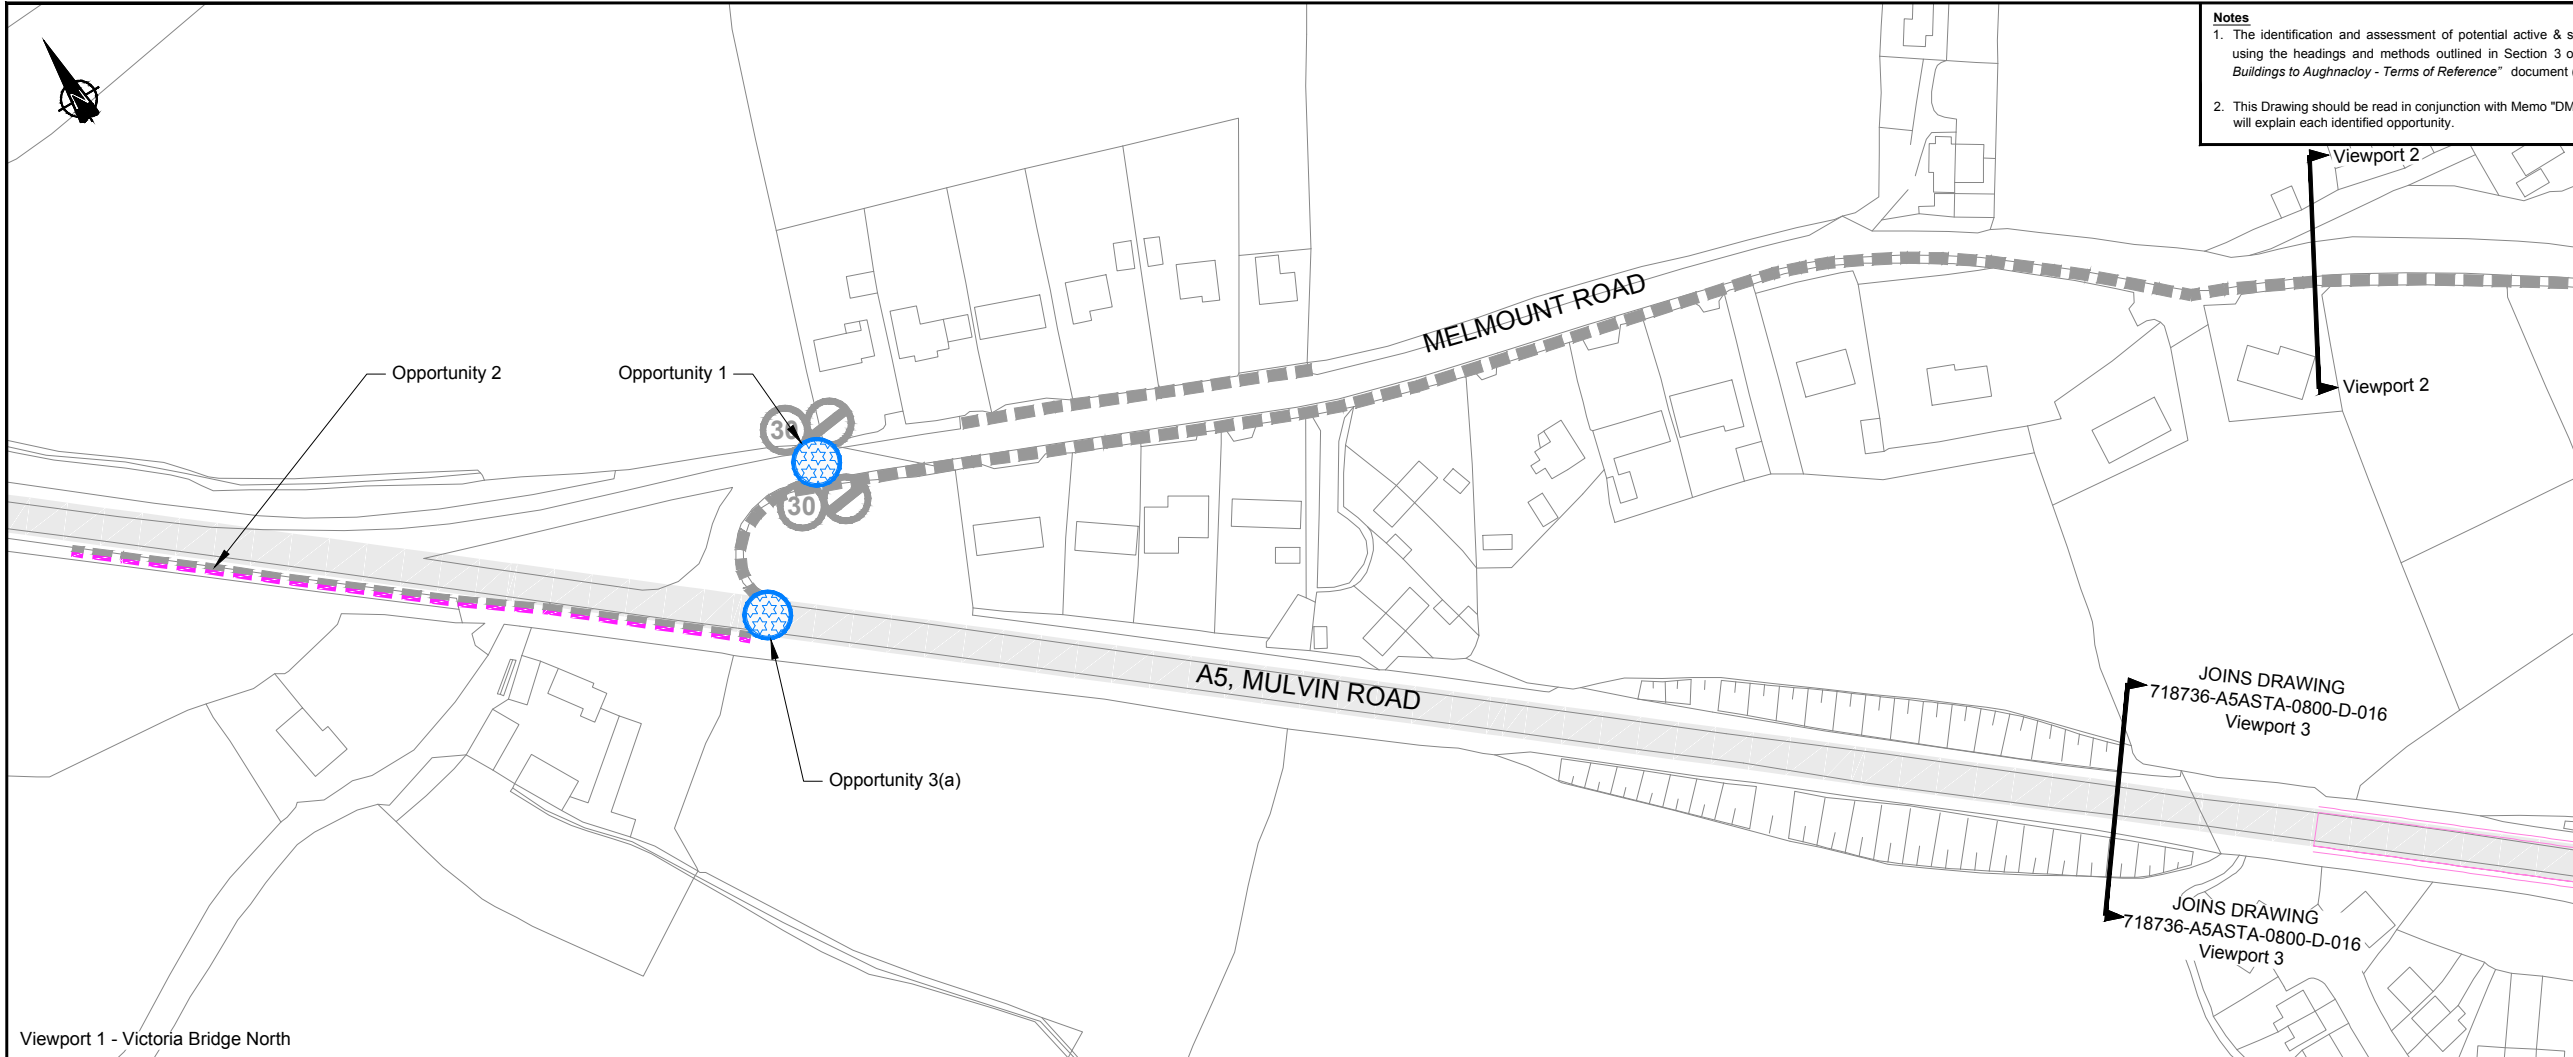 Notes
1. The identification and assessment of potential active & s
using the headings and methods outlined in Section 3 o
Buildings to Aughnacloy - Terms of Reference" document
2. This Drawing should be read in conjunction with Memo "DM
will explain each identified opportunity.
Viewport 2
MELMOUNT ROAD
Opportunity 2
Opportunity 1
Viewport 2
30
30
A5, MULVIN ROAD
JOINS DRAWING
718736-A5ASTA-0800-D-016
Viewport 3
Opportunity 3(a)
JOINS DRAWING
718736-A5ASTA-0800-D-016
Viewport 3
Viewport 1 - Victoria Bridge North